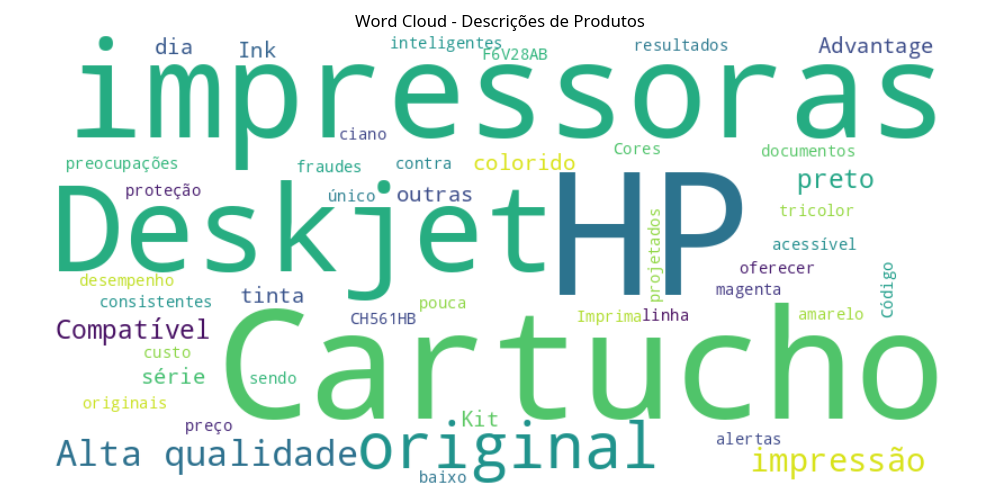 Word Cloud - Descrições de Produtos
dia
Ink
inteligentes
F6V28AB
resultados
Advantage
impressoras
ciano
Cores
documentos
preocupações
fraudes
contra
colorido
preto
proteção
único
outras
HP
Deskjet
projetados
tricolor
acessível
oferecer
Código
desempenho
consistentes
tinta
magenta
pouca
CH561HB
Imprima
linha
amarelo
Compatível
Cartucho
custo
série
sendo
originais
Kit
preço
original
alertas
Alta qualidade
impressão
baixo